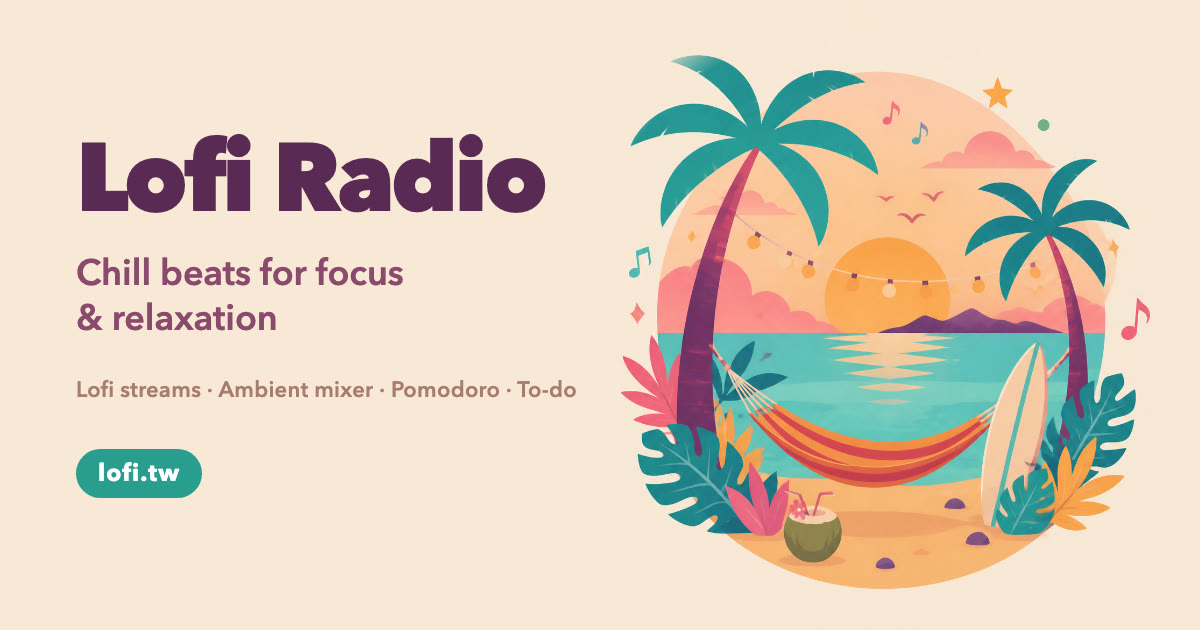 Lofi Radio
Chill beats for focus
& relaxation
Lofi streams · Ambient mixer · Pomodoro · To-do
lofi.tw